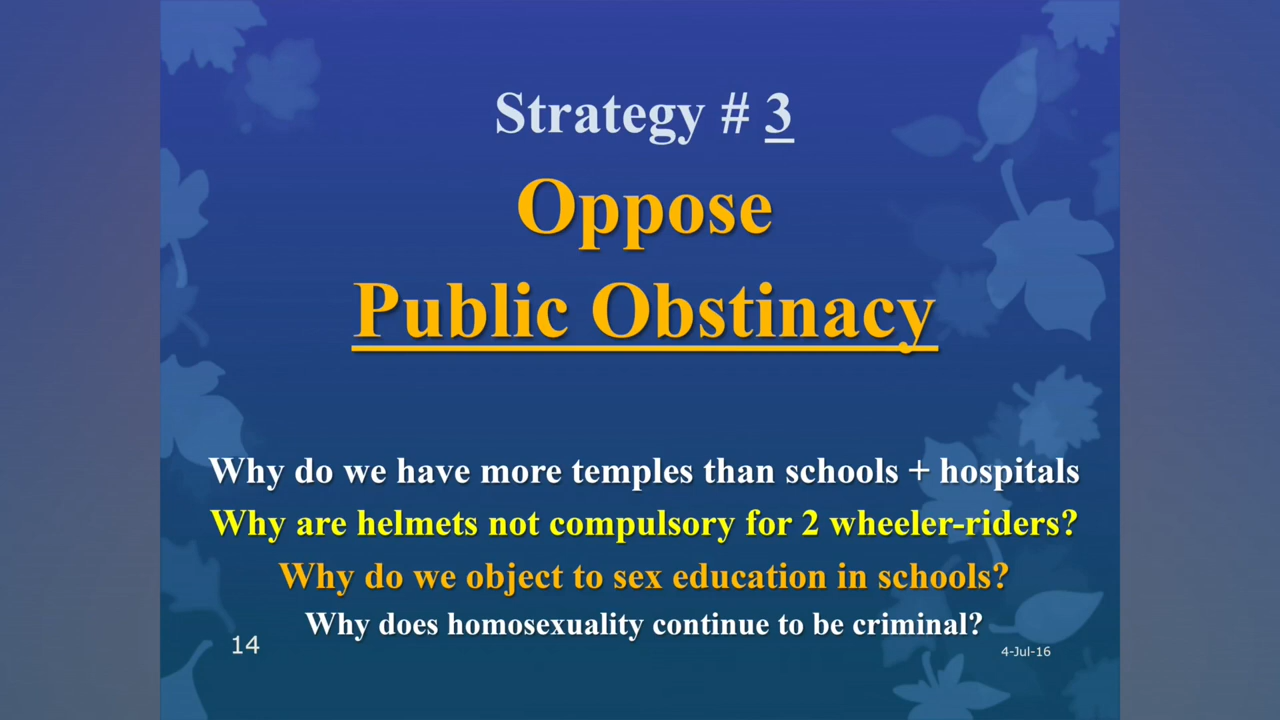 Strategy # 3
Oppose
Public Obstinacy
Why do we have more temples than schools + hospitals
Why are helmets not compulsory for 2 wheeler-riders?
Why do we object to sex education in schools?
Why does homosexuality continue to be criminal?
14
4-Jul-16